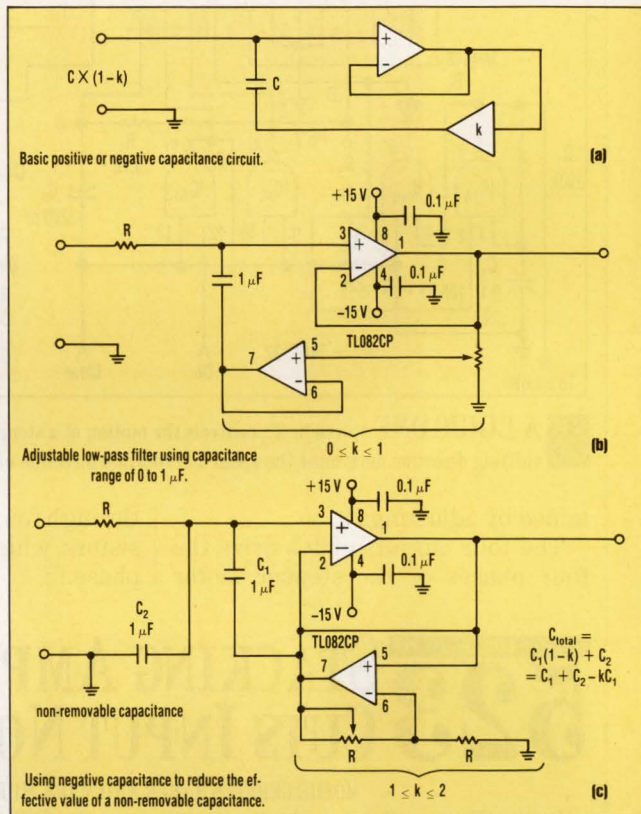 C × (1–k)
C
+
–
k
Basic positive or negative capacitance circuit.
(a)
+15 V
0.1 μF
R
3
8
1
+
–
1 μF
2
4
0.1 μF
–15 V
TL082CP
7
5
+
–
6
0 ≤ k ≤ 1
(b)
Adjustable low-pass filter using capacitance
range of 0 to 1 μF.
+15 V
0.1 μF
R
3
8
1
+
–
C1
1 μF
2
4
0.1 μF
–15 V
C2
1 μF
TL082CP
7
5
+
–
6
non-removable capacitance
R
R
Ctotal =
C1(1–k) + C2
= C1 + C2–kC1
1 ≤ k ≤ 2
Using negative capacitance to reduce the ef-
fective value of a non-removable capacitance.
(c)